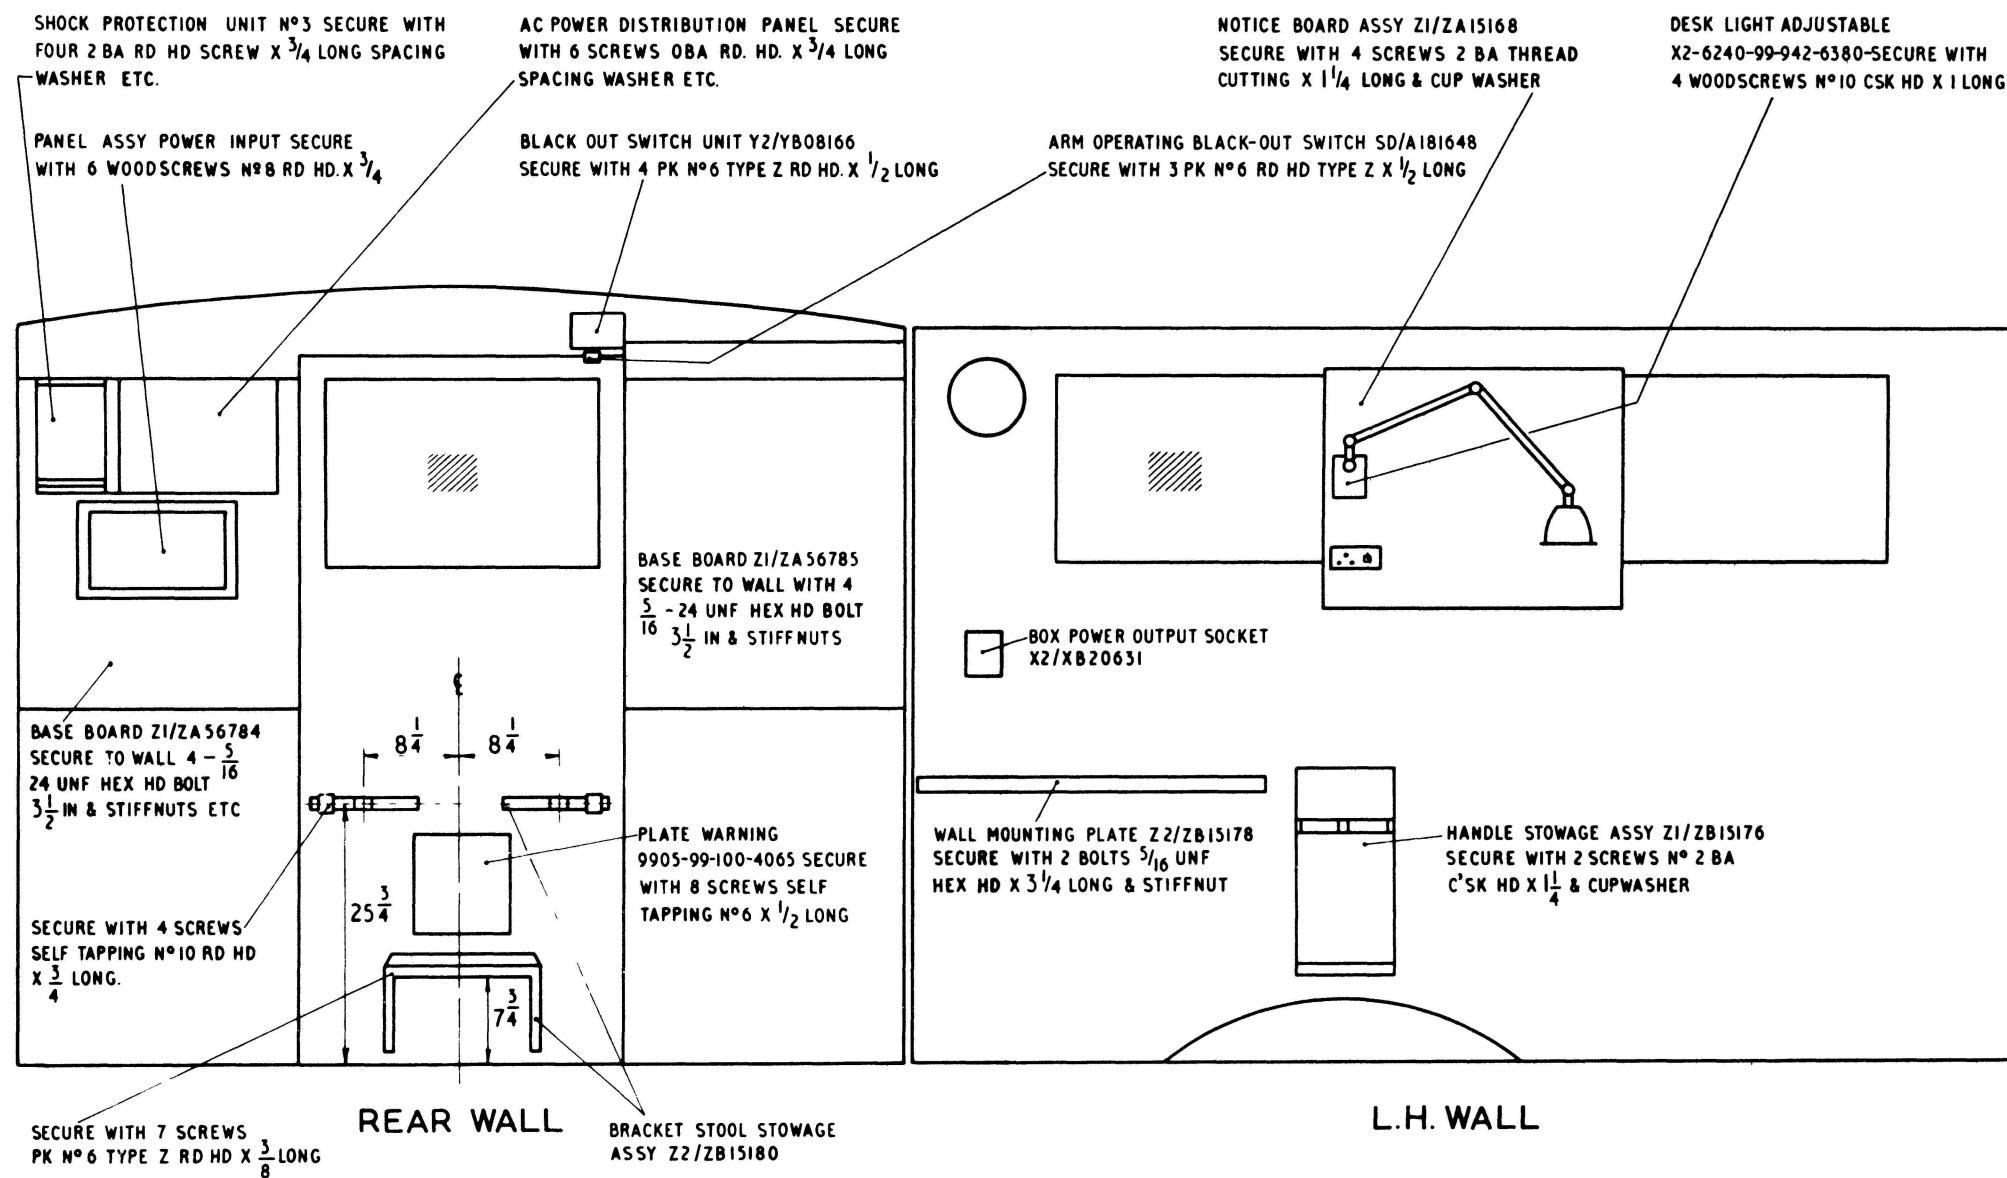 SHOCK PROTECTION UNIT Nº3 SECURE WITH
FOUR 2 BA RD HD SCREW X 3/4 LONG SPACING
WASHER ETC.
AC POWER DISTRIBUTION PANEL SECURE
WITH 6 SCREWS OBA RD. HD. X 3/4 LONG
SPACING WASHER ETC.
NOTICE BOARD ASSY Z1/ZA15168
SECURE WITH 4 SCREWS 2 BA THREAD
CUTTING X 1 1/4 LONG & CUP WASHER
DESK LIGHT ADJUSTABLE
X2-6240-99-942-6380-SECURE WITH
4 WOODSCREWS Nº10 CSK HD X 1 LONG
PANEL ASSY POWER INPUT SECURE
WITH 6 WOODSCREWS Nº8 RD HD. X 3/4
BLACK OUT SWITCH UNIT Y2/YB08166
SECURE WITH 4 PK Nº6 TYPE Z RD HD. X 1/2 LONG
ARM OPERATING BLACK-OUT SWITCH SD/A181648
SECURE WITH 3 PK Nº6 RD HD TYPE Z X 1/2 LONG
BASE BOARD Z1/ZA56785
SECURE TO WALL WITH 4
5/16 - 24 UNF HEX HD BOLT
3 1/2 IN & STIFFNUTS
BOX POWER OUTPUT SOCKET
X2/XB20631
℄
BASE BOARD Z1/ZA56784
SECURE TO WALL 4 - 5/16
24 UNF HEX HD BOLT
3 1/2 IN & STIFFNUTS ETC
8 1/4
8 1/4
PLATE WARNING
9905-99-100-4065 SECURE
WITH 8 SCREWS SELF
TAPPING Nº6 X 1/2 LONG
WALL MOUNTING PLATE Z2/ZB15178
SECURE WITH 2 BOLTS 5/16 UNF
HEX HD X 3 1/4 LONG & STIFFNUT
HANDLE STOWAGE ASSY Z1/ZB15176
SECURE WITH 2 SCREWS Nº 2 BA
C'SK HD X 1 1/4 & CUPWASHER
25 3/4
SECURE WITH 4 SCREWS
SELF TAPPING Nº10 RD HD
X 3/4 LONG.
7 3/4
SECURE WITH 7 SCREWS
PK Nº6 TYPE Z RD HD X 3/8 LONG
REAR WALL
BRACKET STOOL STOWAGE
ASSY Z2/ZB15180
L.H. WALL